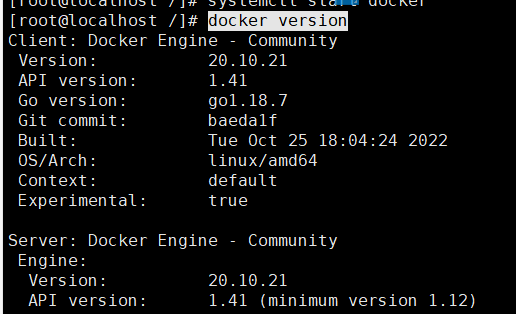 [root@localhost /]# systemctl start docker
[root@localhost /]# docker version
Client: Docker Engine - Community
Version: 20.10.21
API version: 1.41
Go version: go1.18.7
Git commit: baeda1f
Built: Tue Oct 25 18:04:24 2022
OS/Arch: linux/amd64
Context: default
Experimental: true
Server: Docker Engine - Community
Engine:
Version: 20.10.21
API version: 1.41 (minimum version 1.12)